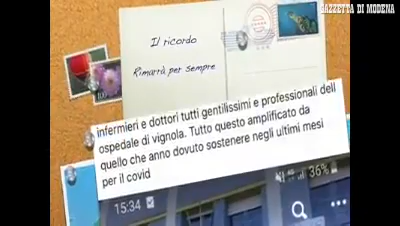 GAZZETTA DI MODENA
Il ricordo
Rimarrà per sempre
infermieri e dottori tutti gentilissimi e professionali dell
ospedale di vignola. Tutto questo amplificato da
quello che anno dovuto sostenere negli ultimi mesi
per il covid
15:34
4G
36%